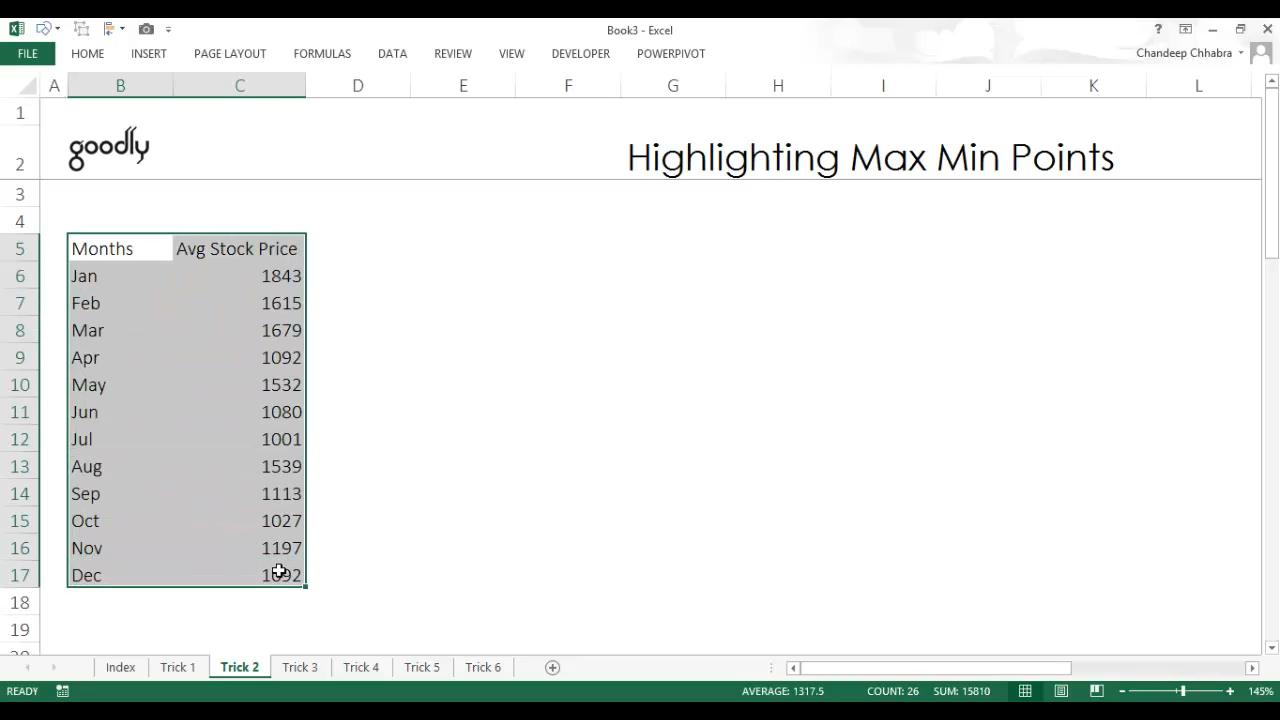 Book3 - Excel
FILE HOME INSERT PAGE LAYOUT FORMULAS DATA REVIEW VIEW DEVELOPER POWERPIVOT Chandeep Chhabra
A B C D E F G H I J K L
1
2 goodly Highlighting Max Min Points
3
4
5 Months Avg Stock Price
6 Jan 1843
7 Feb 1615
8 Mar 1679
9 Apr 1092
10 May 1532
11 Jun 1080
12 Jul 1001
13 Aug 1539
14 Sep 1113
15 Oct 1027
16 Nov 1197
17 Dec 1092
18
19
Index Trick 1 Trick 2 Trick 3 Trick 4 Trick 5 Trick 6
READY AVERAGE: 1317.5 COUNT: 26 SUM: 15810 145%